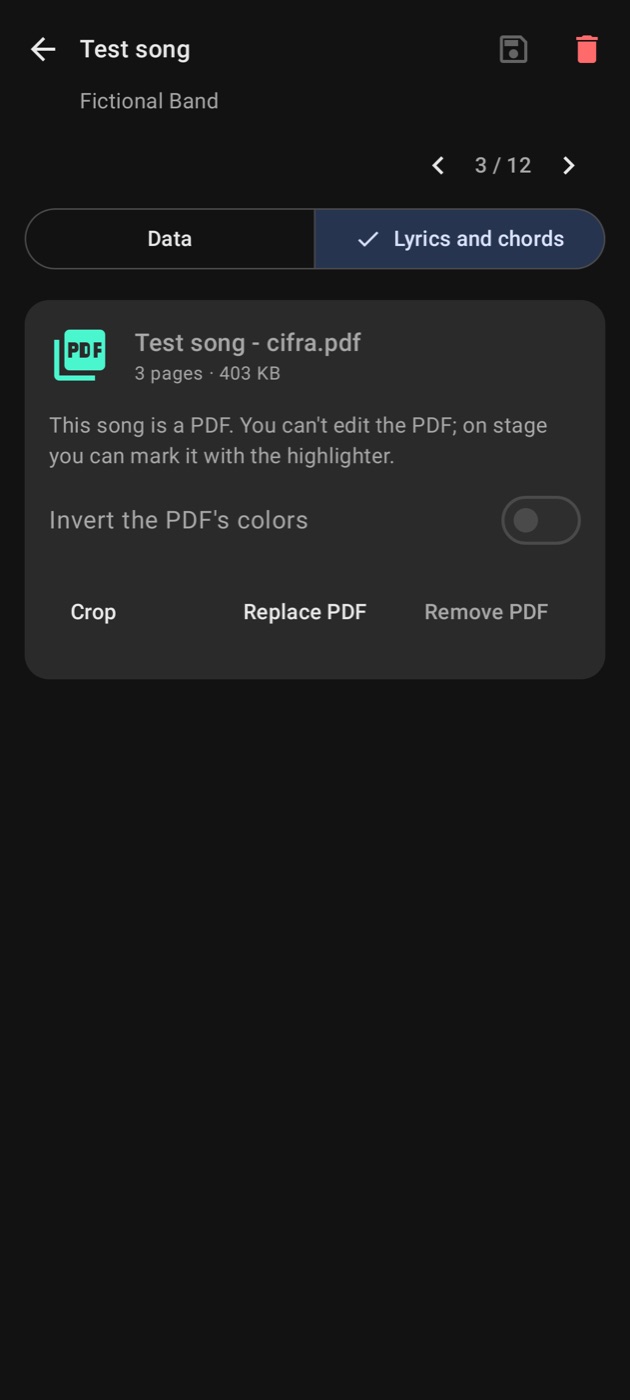 Test song
Fictional Band
3 / 12
Data
Lyrics and chords
PDF
Test song - cifra.pdf
3 pages · 403 KB
This song is a PDF. You can't edit the PDF; on stage
you can mark it with the highlighter.
Invert the PDF's colors
Crop
Replace PDF
Remove PDF